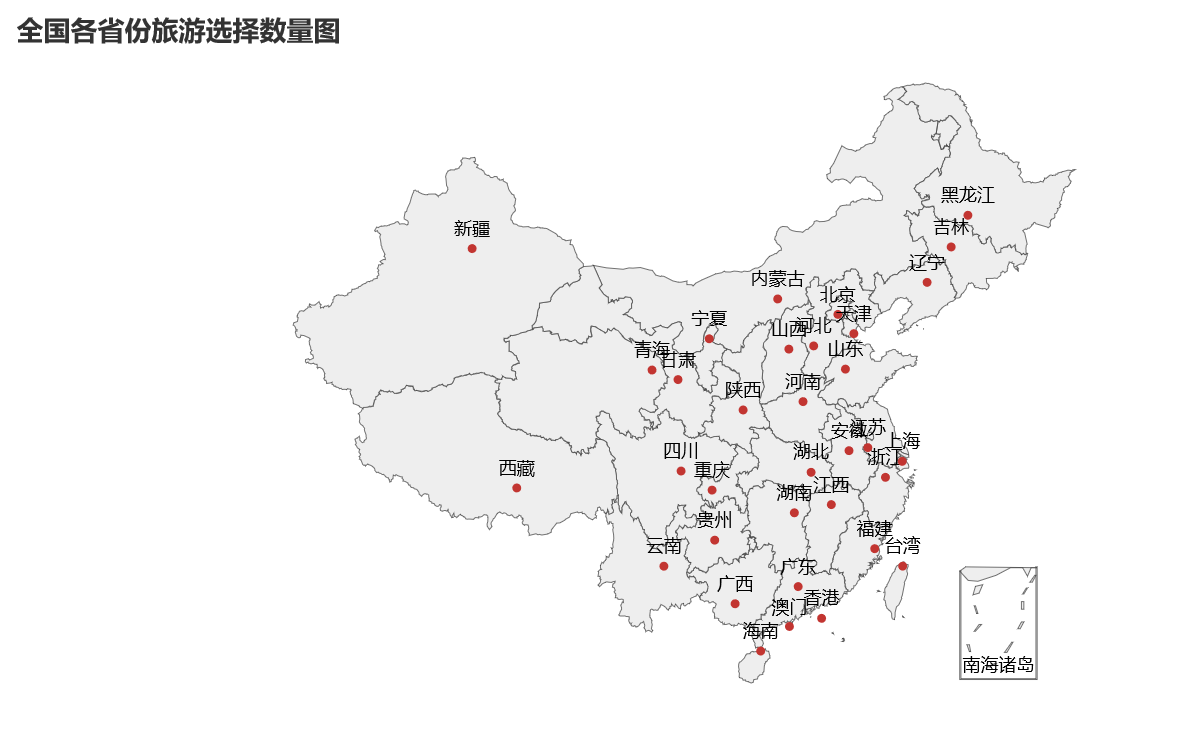 全国各省份旅游选择数量图
黑龙江
吉林
新疆
辽宁
内蒙古
北京
天津
宁夏
山西
河北
青海
甘肃
山东
陕西
河南
安徽
江苏
上海
四川
湖北
浙江
西藏
重庆
湖南
江西
贵州
福建
云南
台湾
广东
广西
香港
澳门
海南
南海诸岛